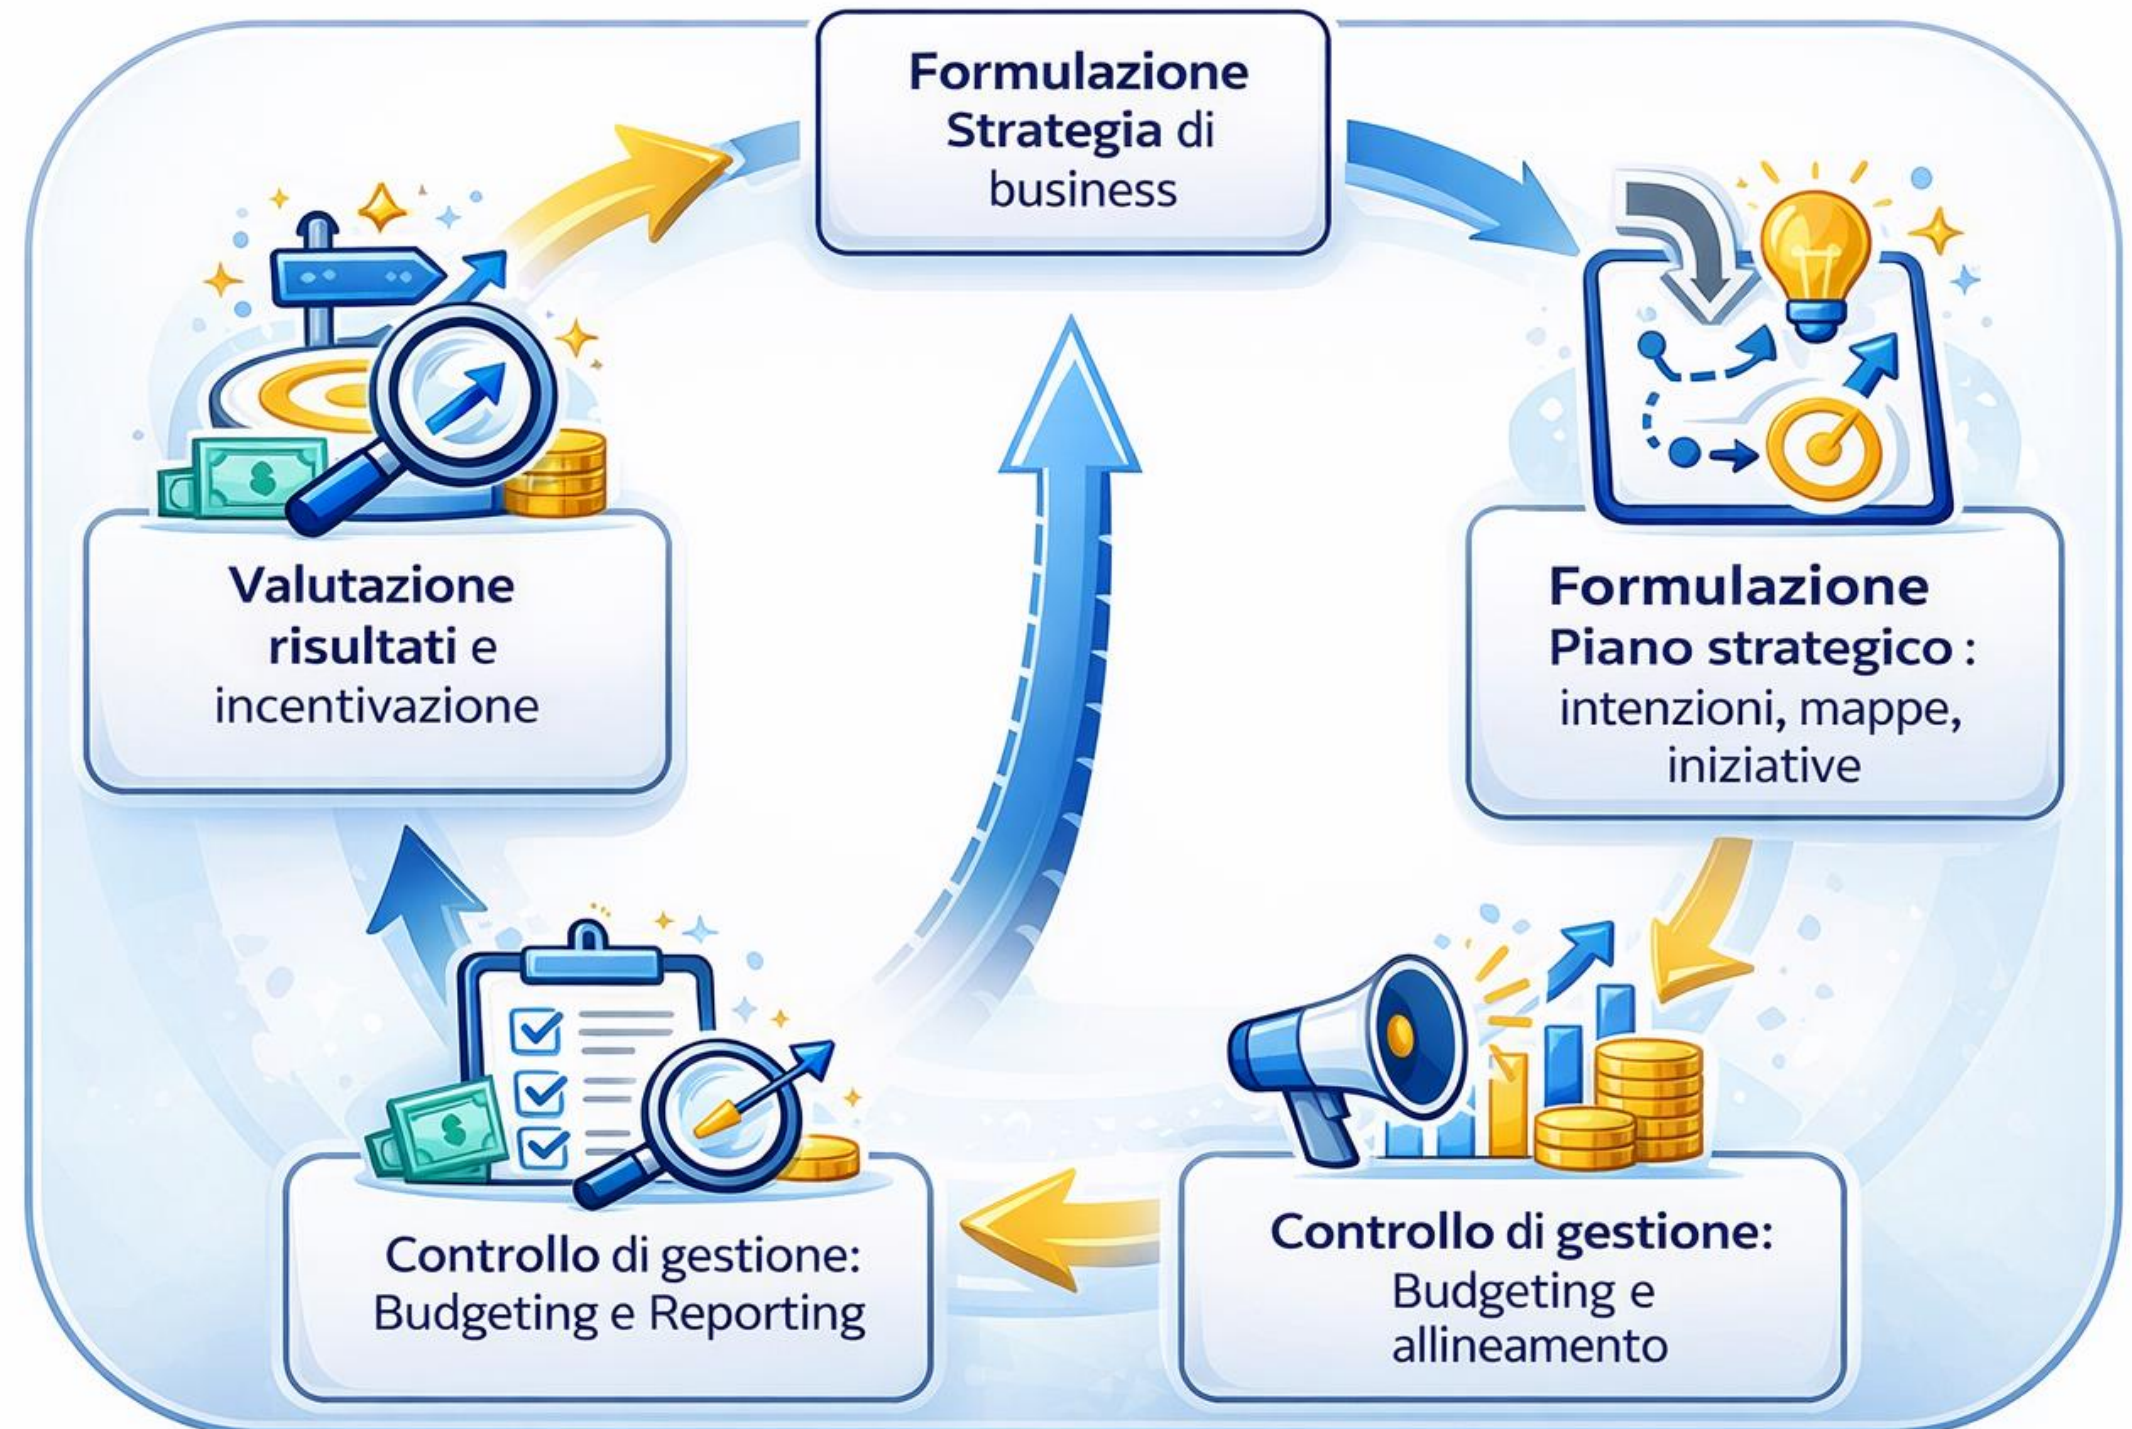 Formulazione
Strategia di
business
Valutazione
risultati e
incentivazione
Formulazione
Piano strategico :
intenzioni, mappe,
iniziative
Controllo di gestione:
Budgeting e Reporting
Controllo di gestione:
Budgeting e
allineamento